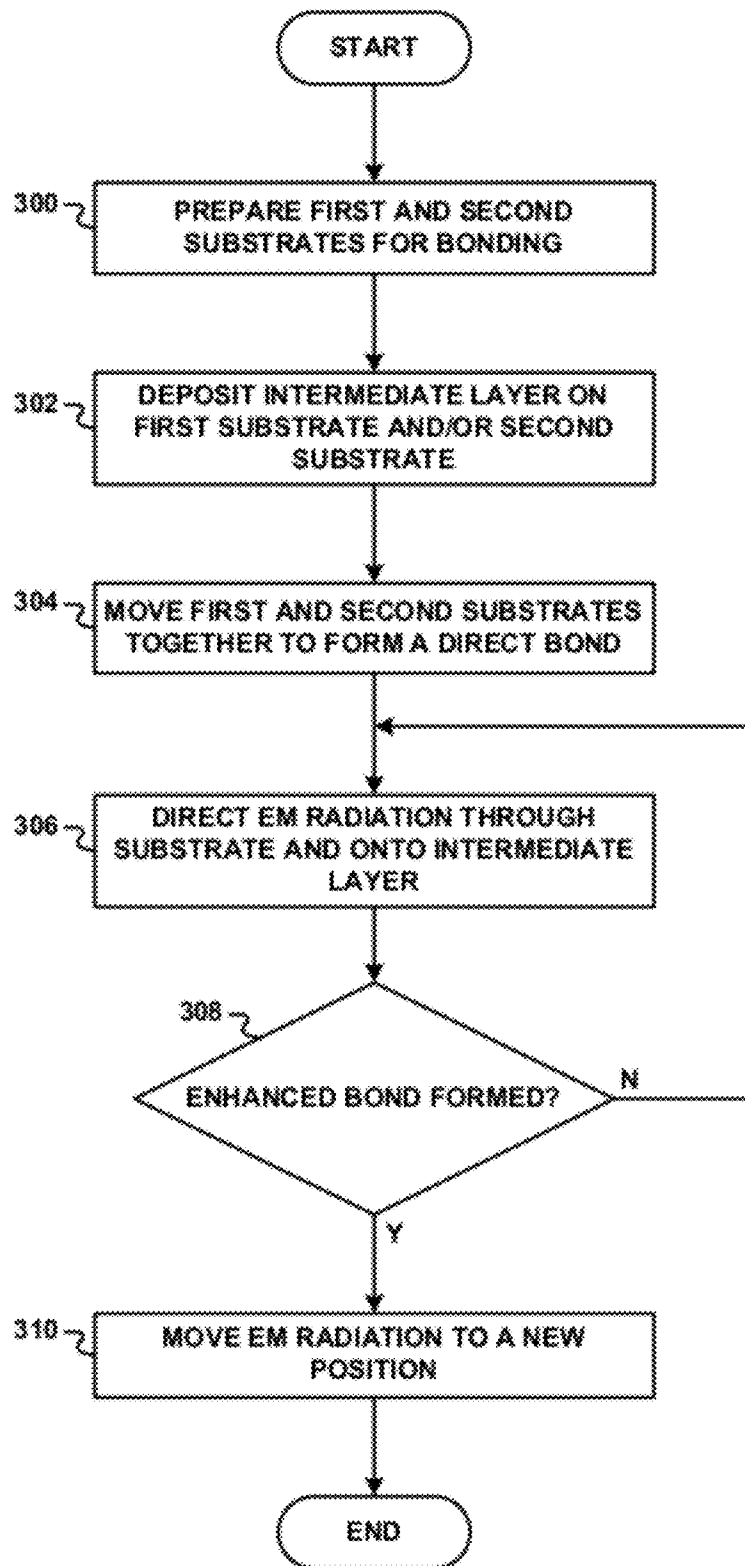 START
300
PREPARE FIRST AND SECOND
SUBSTRATES FOR BONDING
302
DEPOSIT INTERMEDIATE LAYER ON
FIRST SUBSTRATE AND/OR SECOND
SUBSTRATE
304
MOVE FIRST AND SECOND SUBSTRATES
TOGETHER TO FORM A DIRECT BOND
306
DIRECT EM RADIATION THROUGH
SUBSTRATE AND ONTO INTERMEDIATE
LAYER
308
ENHANCED BOND FORMED?
N
Y
310
MOVE EM RADIATION TO A NEW
POSITION
END